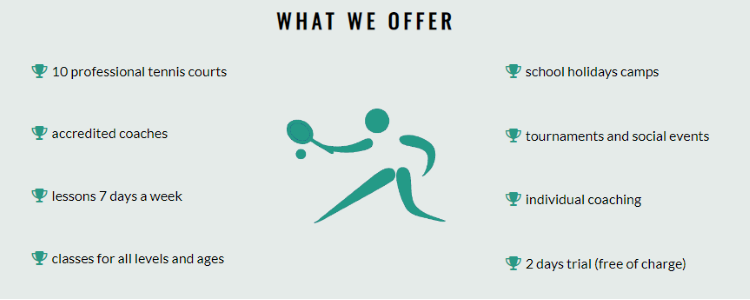 WHAT WE OFFER
10 professional tennis courts
accredited coaches
lessons 7 days a week
classes for all levels and ages
school holidays camps
tournaments and social events
individual coaching
2 days trial (free of charge)